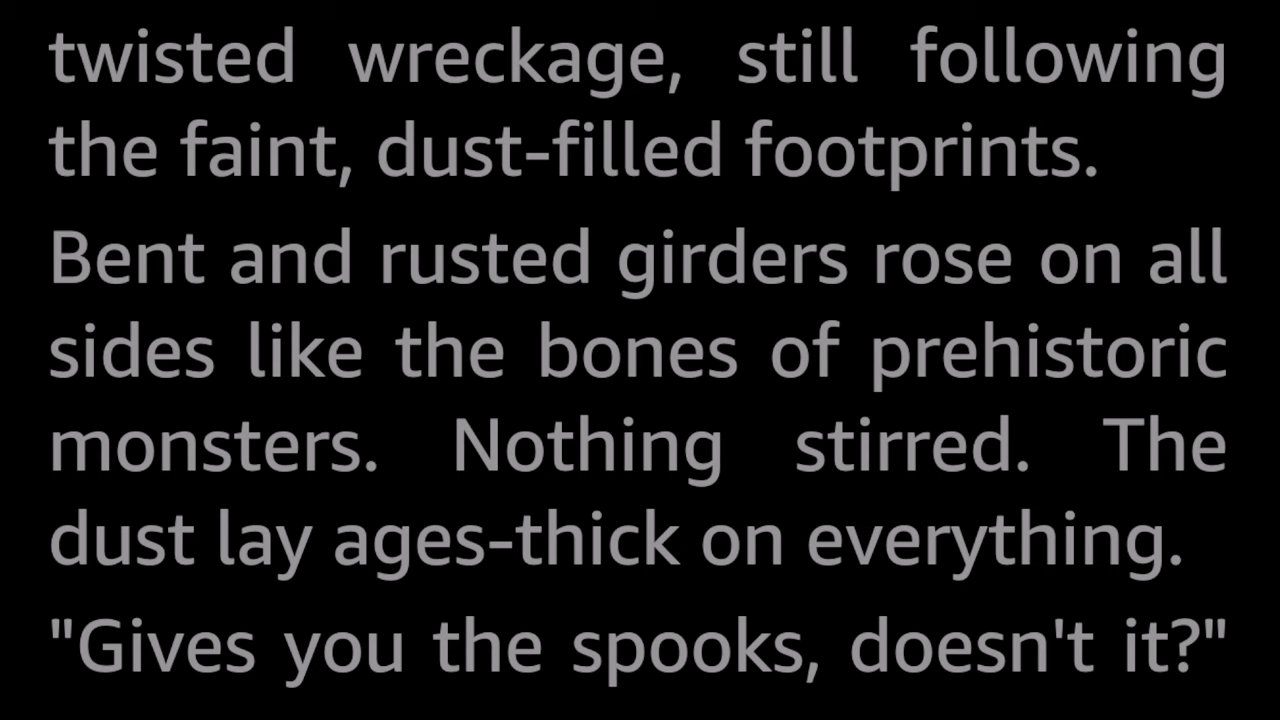 twisted wreckage, still following
the faint, dust-filled footprints.
Bent and rusted girders rose on all
sides like the bones of prehistoric
monsters. Nothing stirred. The
dust lay ages-thick on everything.
"Gives you the spooks, doesn't it?"